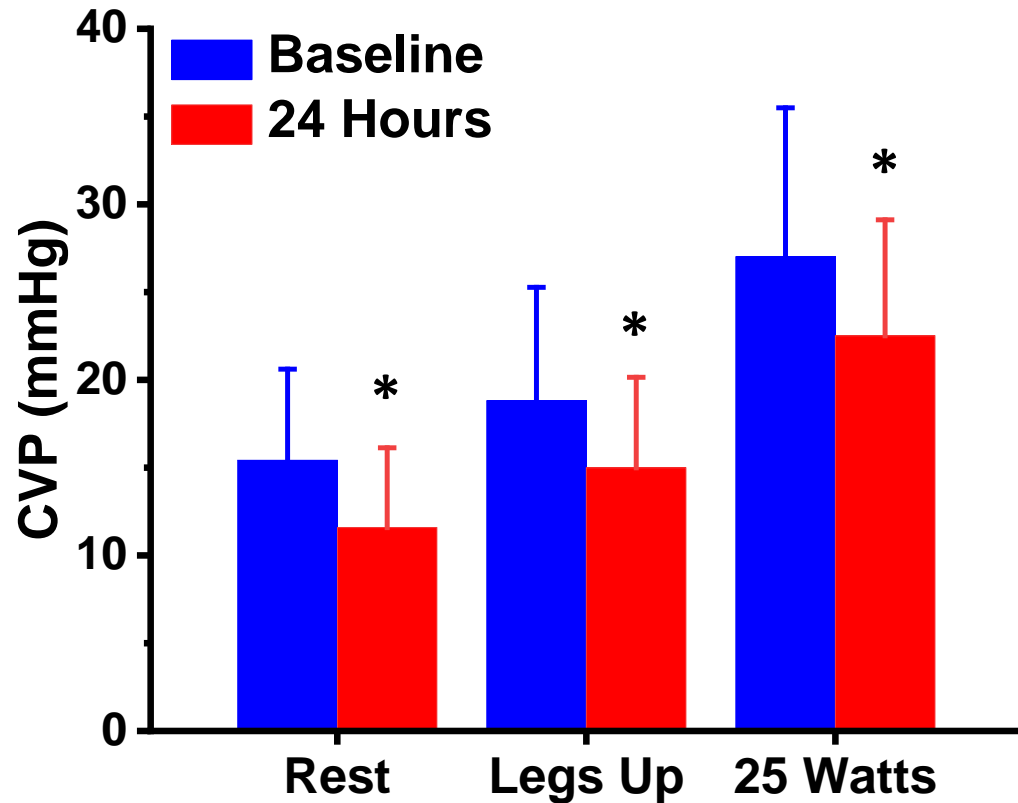 Baseline
24 Hours
CVP (mmHg)
40
30
20
10
0
*
*
*
Rest
Legs Up
25 Watts